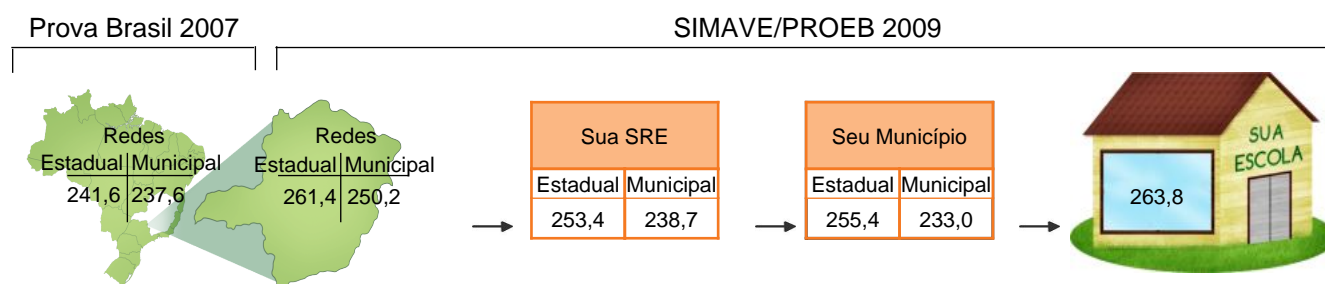 Prova Brasil 2007
SIMAVE/PROEB 2009
Redes
Estadual Municipal
241,6 237,6
Redes
Estadual Municipal
261,4 250,2
Sua SRE
Estadual Municipal
253,4 238,7
Seu Município
Estadual Municipal
255,4 233,0
SUA
ESCOLA
263,8